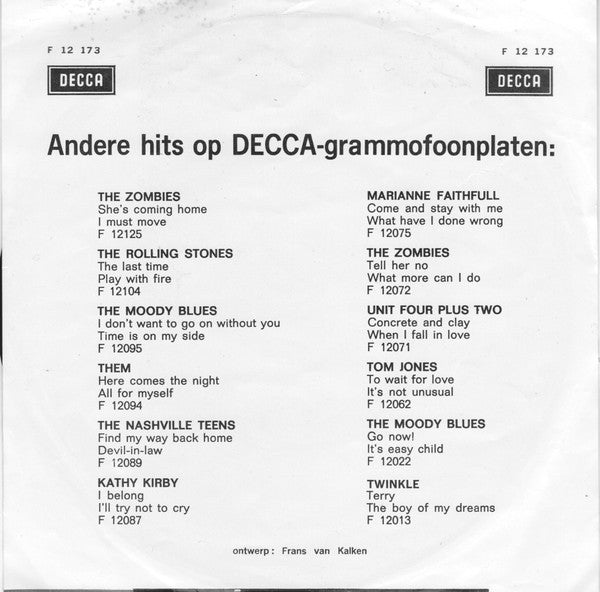 F 12 173
F 12 173
DECCA
DECCA
Andere hits op DECCA-grammofoonplaten:
THE ZOMBIES
She's coming home
I must move
F 12125
THE ROLLING STONES
The last time
Play with fire
F 12104
THE MOODY BLUES
I don't want to go on without you
Time is on my side
F 12095
THEM
Here comes the night
All for myself
F 12094
THE NASHVILLE TEENS
Find my way back home
Devil-in-law
F 12089
KATHY KIRBY
I belong
I'll try not to cry
F 12087
MARIANNE FAITHFULL
Come and stay with me
What have I done wrong
F 12075
THE ZOMBIES
Tell her no
What more can I do
F 12072
UNIT FOUR PLUS TWO
Concrete and clay
When I fall in love
F 12071
TOM JONES
To wait for love
It's not unusual
F 12062
THE MOODY BLUES
Go now!
It's easy child
F 12022
TWINKLE
Terry
The boy of my dreams
F 12013
ontwerp: Frans van Kalken